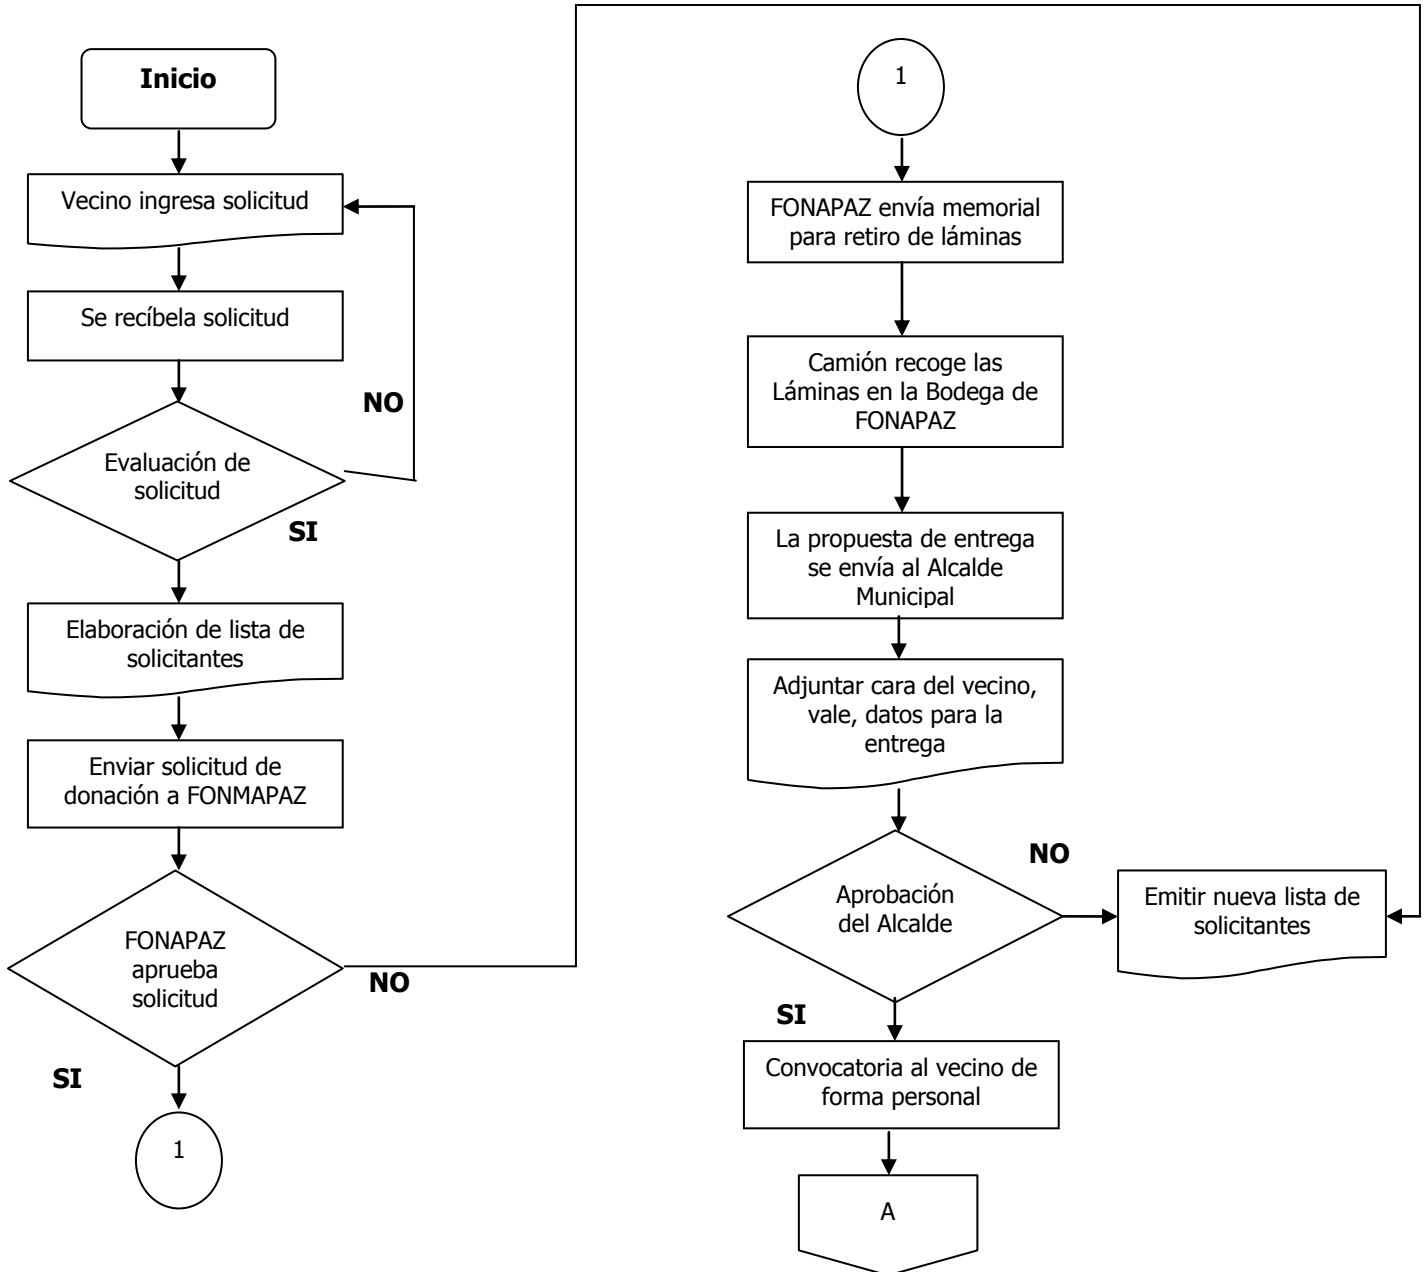 Inicio
Vecino ingresa solicitud
Se recíbela solicitud
NO
Evaluación de
solicitud
SI
Elaboración de lista de
solicitantes
Enviar solicitud de
donación a FONMAPAZ
FONAPAZ
aprueba
solicitud
NO
SI
1
1
FONAPAZ envía memorial
para retiro de láminas
Camión recoge las
Láminas en la Bodega de
FONAPAZ
La propuesta de entrega
se envía al Alcalde
Municipal
Adjuntar cara del vecino,
vale, datos para la
entrega
Aprobación
del Alcalde
NO
Emitir nueva lista de
solicitantes
SI
Convocatoria al vecino de
forma personal
A